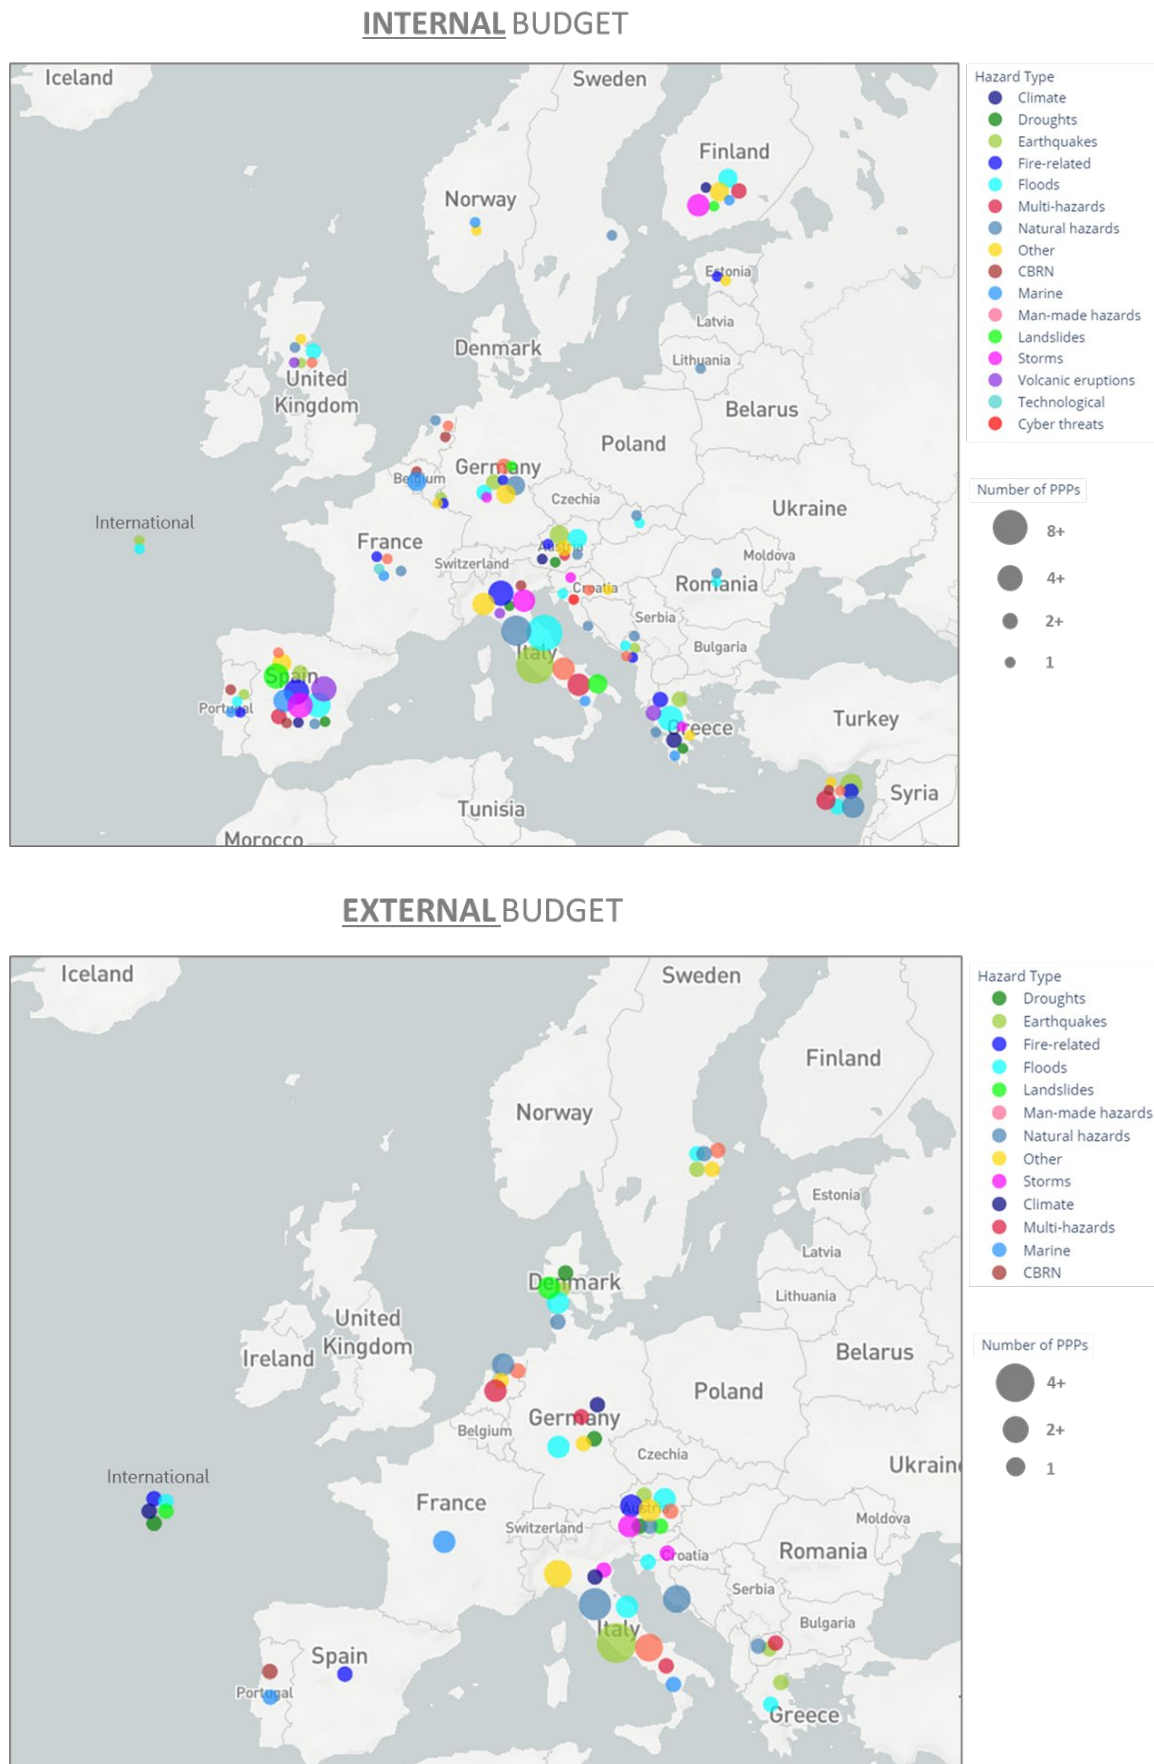 INTERNAL BUDGET
Iceland
Sweden
Finland
Norway
Estonia
Latvia
Lithuania
Denmark
United
Kingdom
Belarus
Poland
Germany
Belgium
Czechia
Ukraine
International
France
Austria
Moldova
Switzerland
Romania
Croatia
Serbia
Italy
Bulgaria
Spain
Portugal
Greece
Turkey
Syria
Tunisia
Morocco
Hazard Type
Climate
Droughts
Earthquakes
Fire-related
Floods
Multi-hazards
Natural hazards
Other
CBRN
Marine
Man-made hazards
Landslides
Storms
Volcanic eruptions
Technological
Cyber threats
Number of PPPs
8+
4+
2+
1
EXTERNAL BUDGET
Iceland
Sweden
Finland
Norway
Estonia
Latvia
Denmark
Lithuania
United
Kingdom
Ireland
Belarus
Poland
Germany
Belgium
Czechia
Ukraine
International
France
Austria
Moldova
Switzerland
Romania
Croatia
Serbia
Italy
Bulgaria
Spain
Portugal
Greece
Hazard Type
Droughts
Earthquakes
Fire-related
Floods
Landslides
Man-made hazards
Natural hazards
Other
Storms
Climate
Multi-hazards
Marine
CBRN
Number of PPPs
4+
2+
1